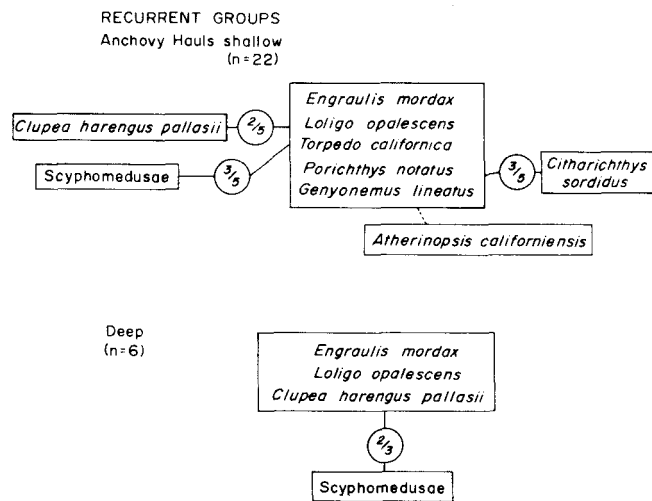 RECURRENT GROUPS
Anchovy Hauls shallow
(n=22)
Engraulis mordax
Loligo opalescens
Torpedo californica
Porichthys notatus
Genyonemus lineatus
Clupea harengus pallasii
2/5
Scyphomedusae
3/5
3/5
Citharichthys
sordidus
Atherinopsis californiensis
Deep
(n=6)
Engraulis mordax
Loligo opalescens
Clupea harengus pallasii
2/3
Scyphomedusae